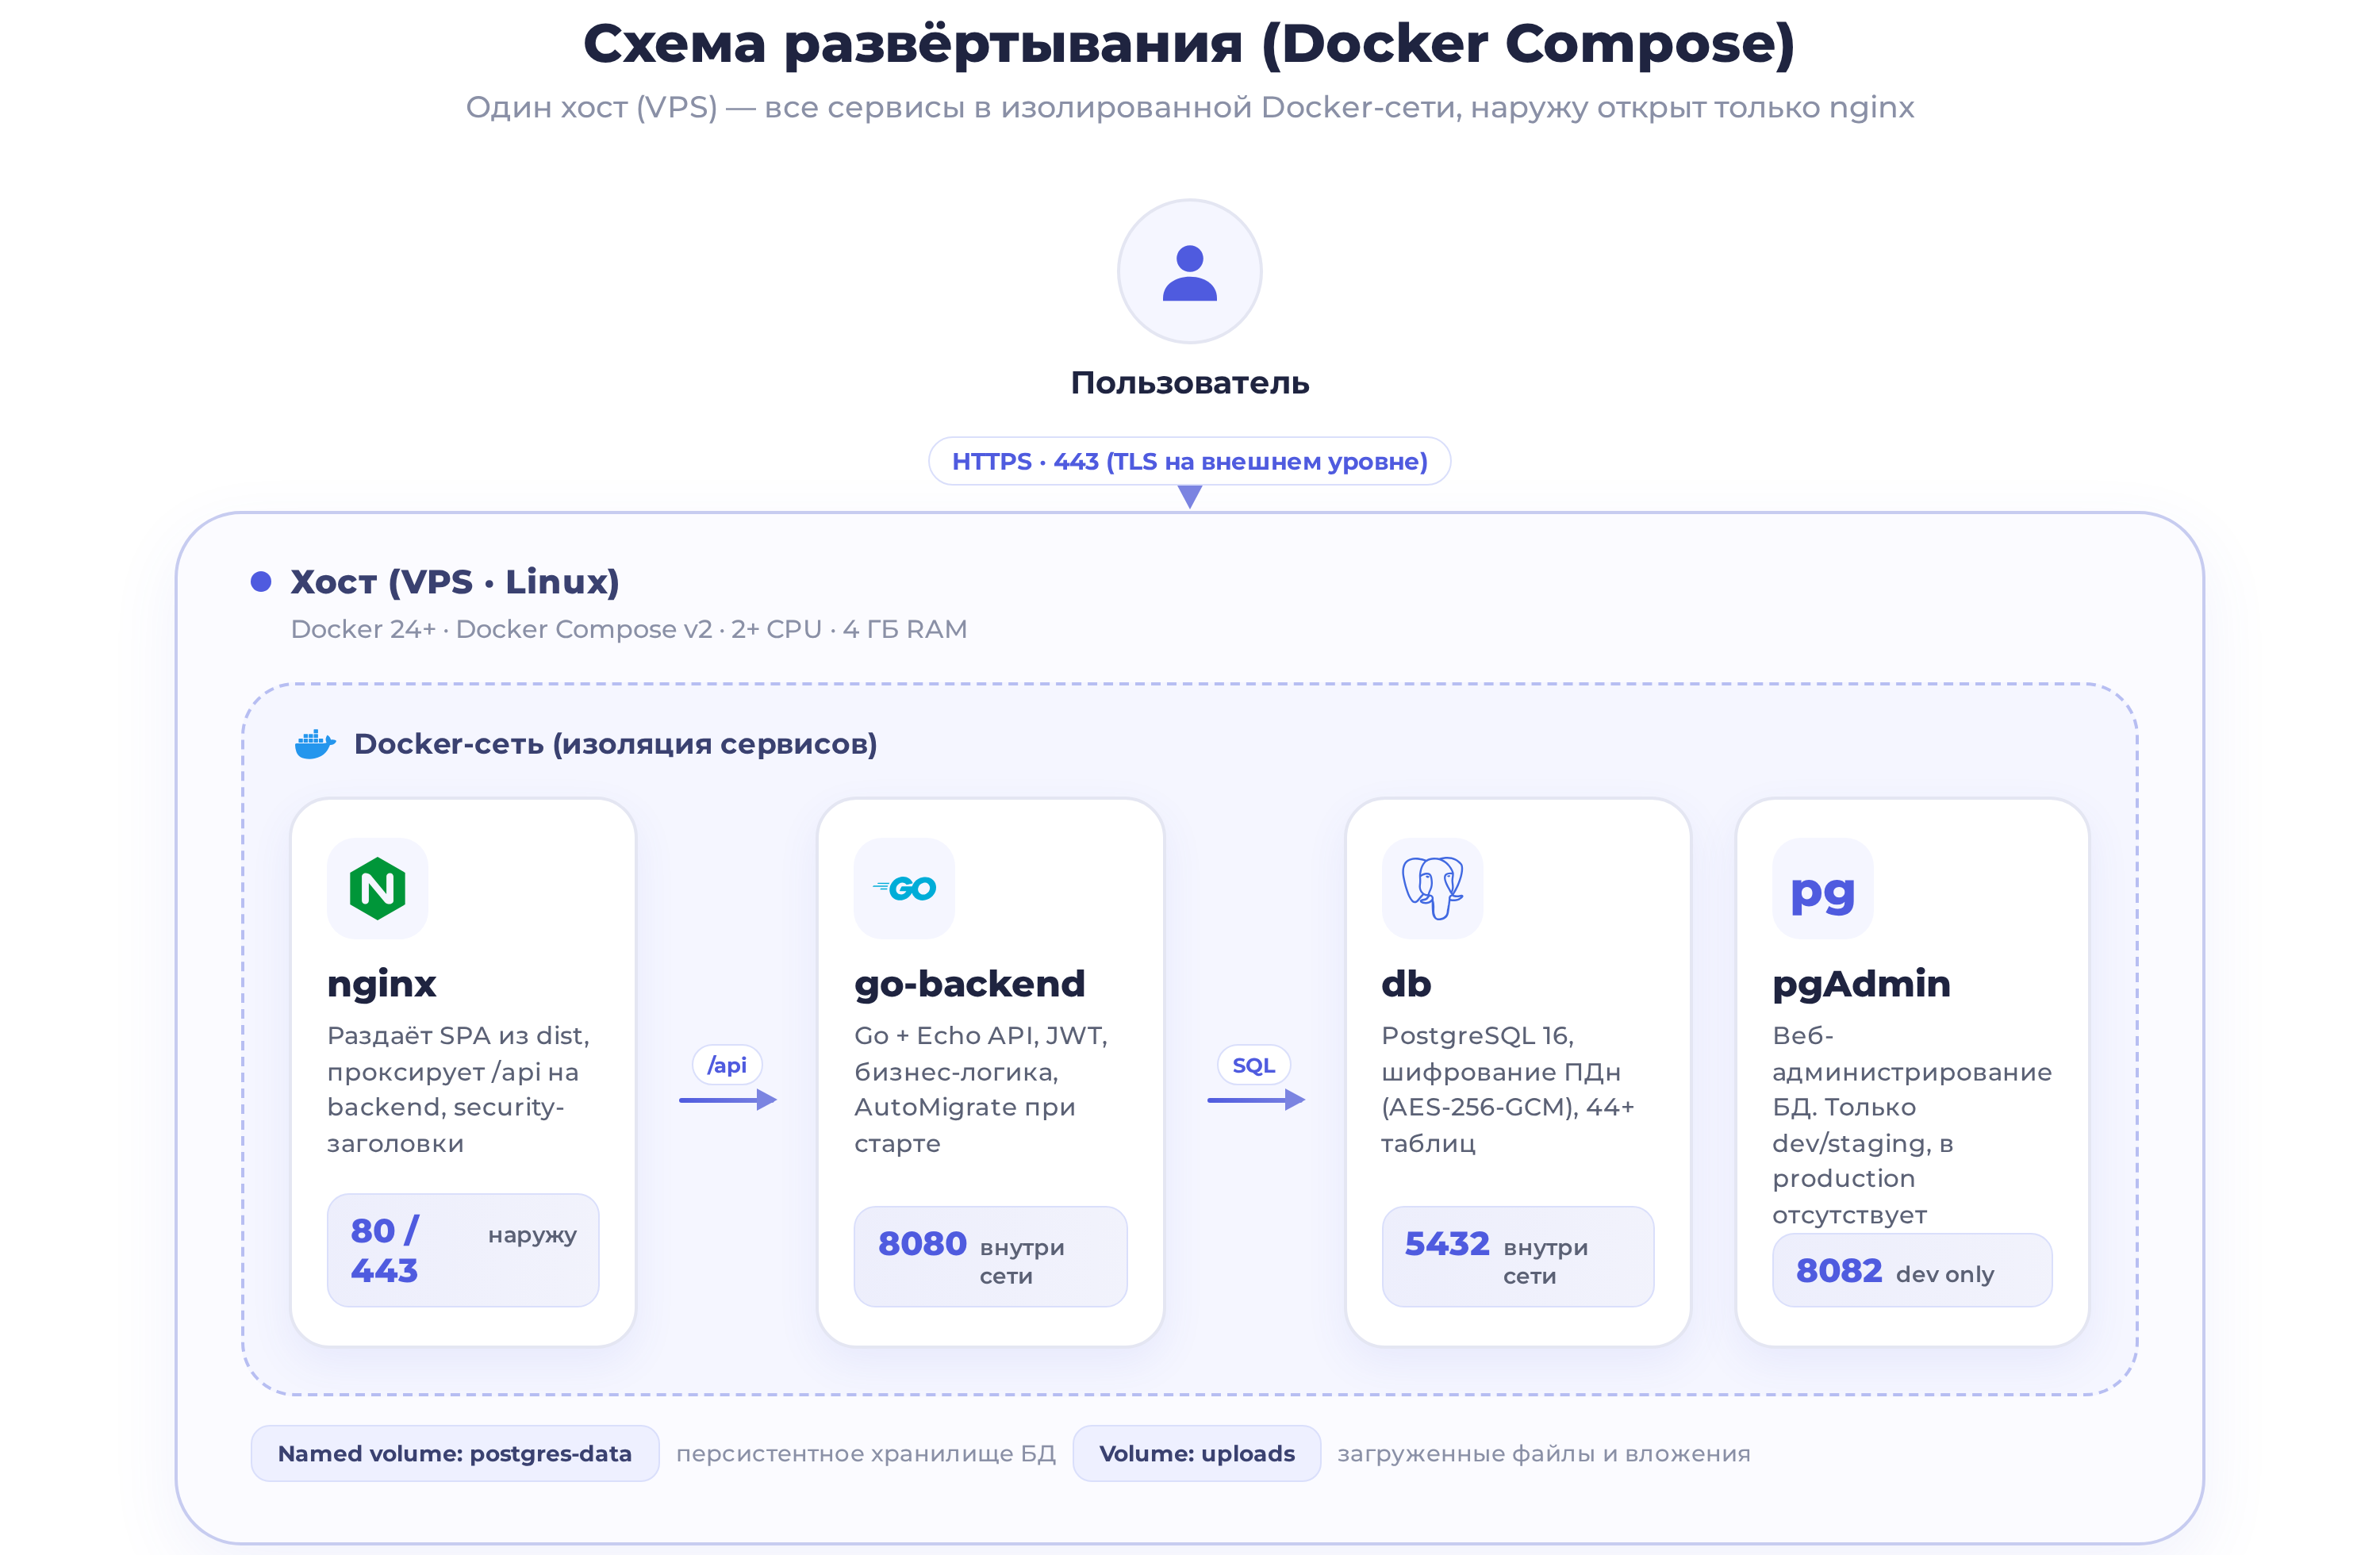 Схема развёртывания (Docker Compose)
Один хост (VPS) — все сервисы в изолированной Docker-сети, наружу открыт только nginx
Пользователь
HTTPS · 443 (TLS на внешнем уровне)
Хост (VPS · Linux)
Docker 24+ · Docker Compose v2 · 2+ CPU · 4 ГБ RAM
Docker-сеть (изоляция сервисов)
N
nginx
Раздаёт SPA из dist,
проксирует /api на
backend, security-
заголовки
80 /
443
наружу
/api
GO
go-backend
Go + Echo API, JWT,
бизнес-логика,
AutoMigrate при
старте
8080 внутри
сети
SQL
db
PostgreSQL 16,
шифрование ПДн
(AES-256-GCM), 44+
таблиц
5432 внутри
сети
pg
pgAdmin
Веб-
администрирование
БД. Только
dev/staging, в
production
отсутствует
8082 dev only
Named volume: postgres-data персистентное хранилище БД Volume: uploads загруженные файлы и вложения